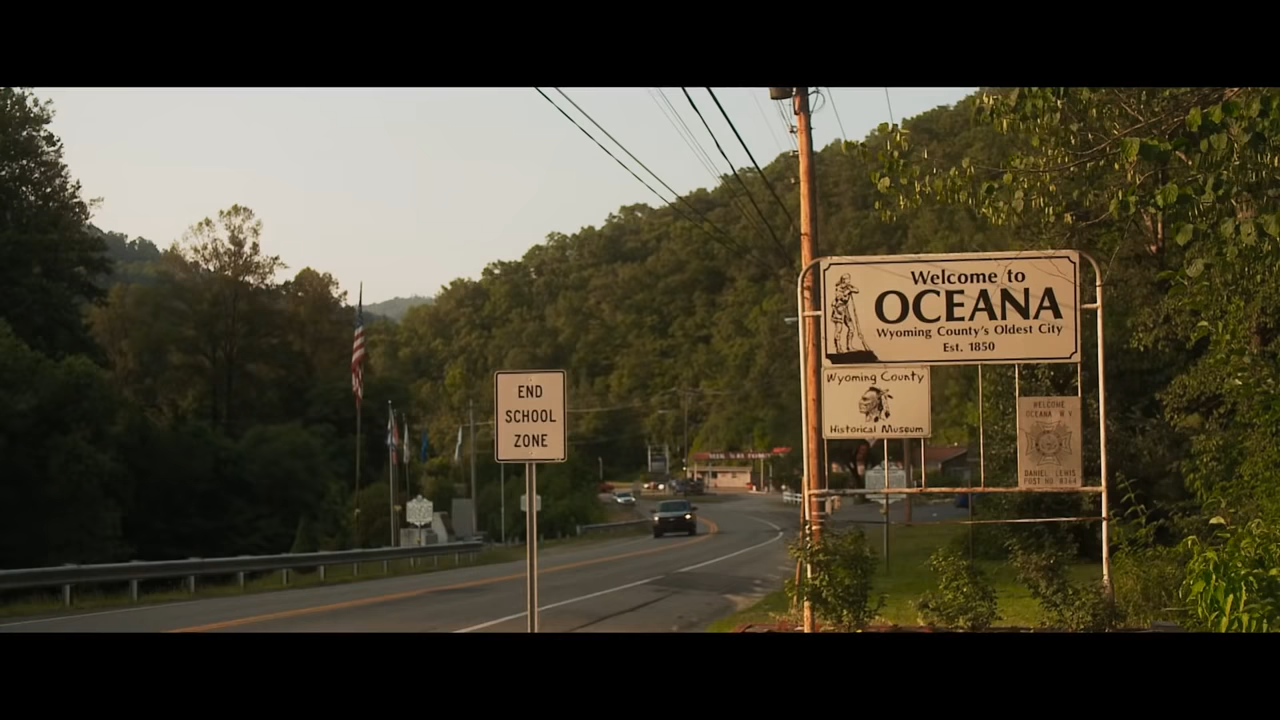 END
SCHOOL
ZONE
Welcome to
OCEANA
Wyoming County's Oldest City
Est. 1850
Wyoming County
Historical Museum
WELCOME
OCEANA W V
DANIEL LEWIS
POST NO